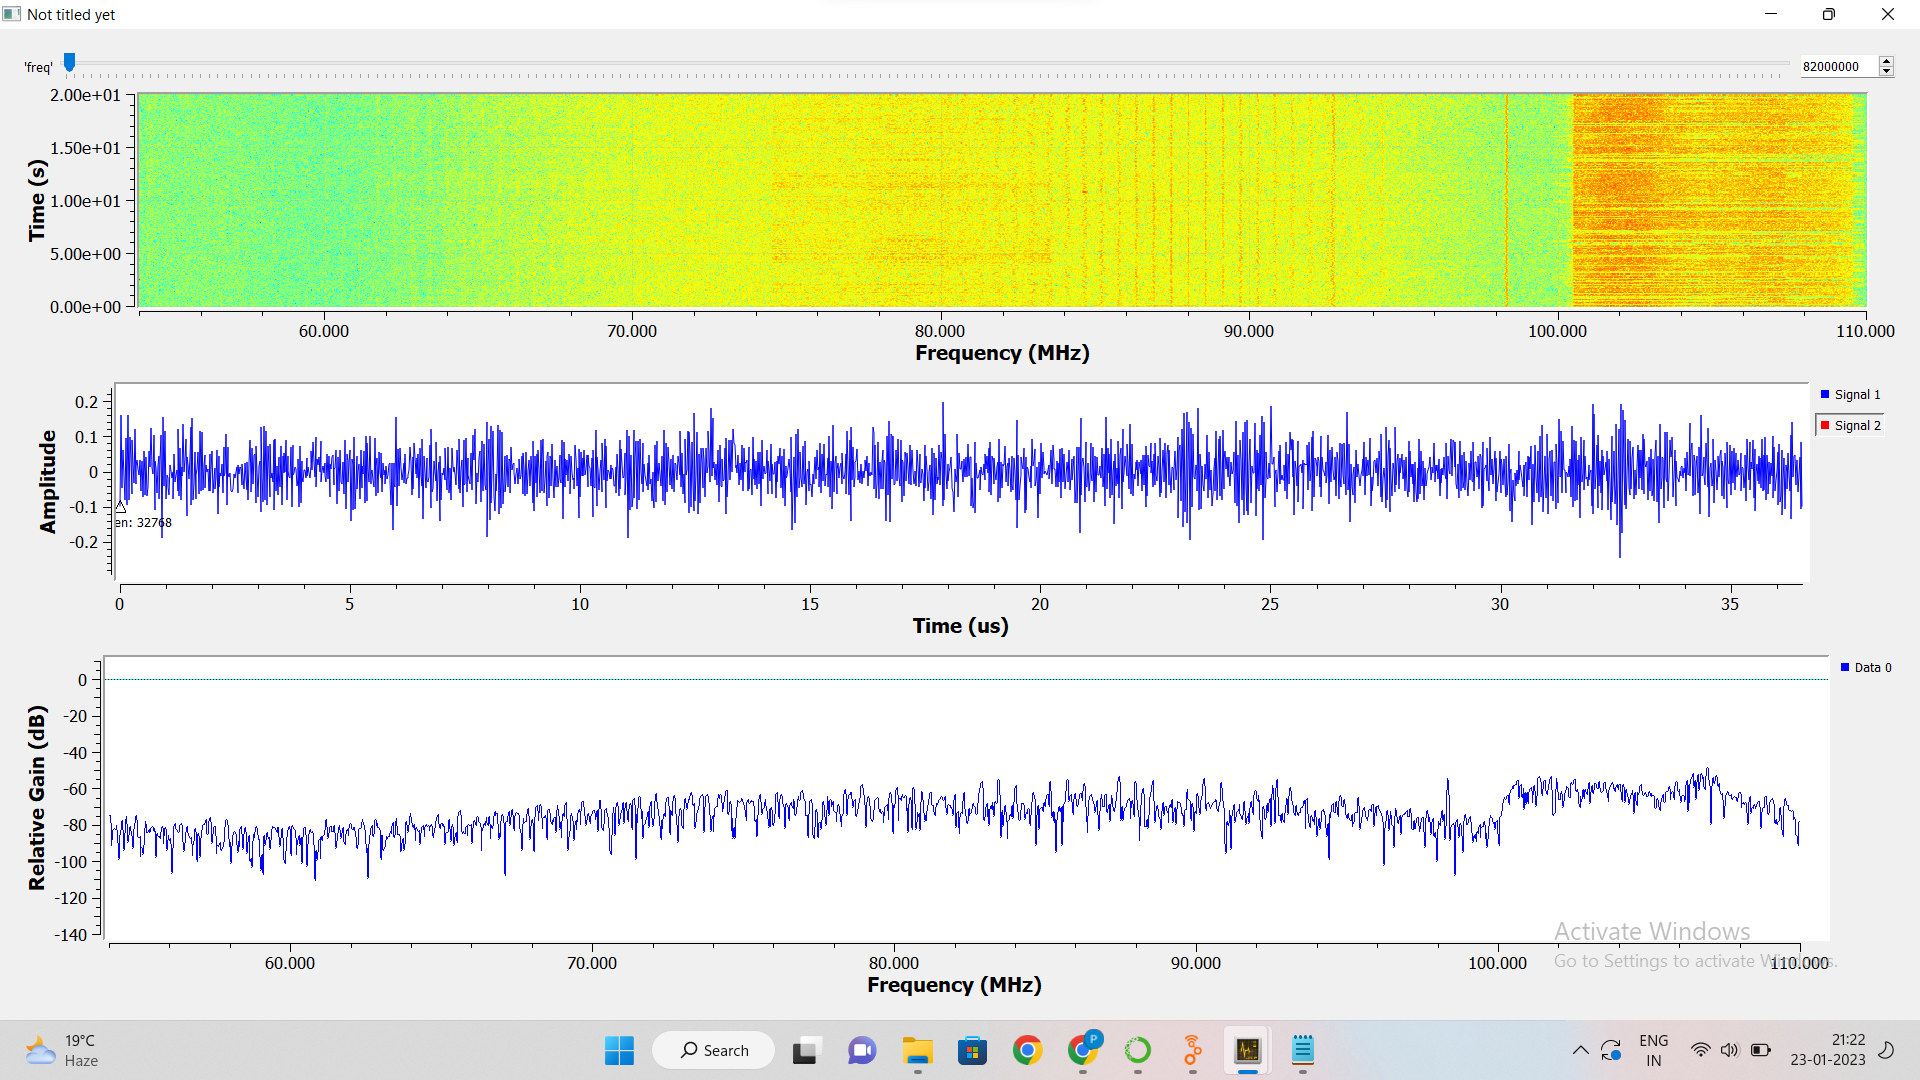 Not titled yet
'freq'
82000000
2.00e+01
1.50e+01
1.00e+01
5.00e+00
0.00e+00
Time (s)
60.000 70.000 80.000 90.000 100.000 110.000
Frequency (MHz)
0.2
0.1
0
-0.1
-0.2
Amplitude
en: 32768
Signal 1
Signal 2
0 5 10 15 20 25 30 35
Time (us)
0
-20
-40
-60
-80
-100
-120
-140
Relative Gain (dB)
Data 0
60.000 70.000 80.000 90.000 100.000 110.000
Frequency (MHz)
Activate Windows
Go to Settings to activate Windows.
19°C
Haze
Search
P
ENG
IN
21:22
23-01-2023